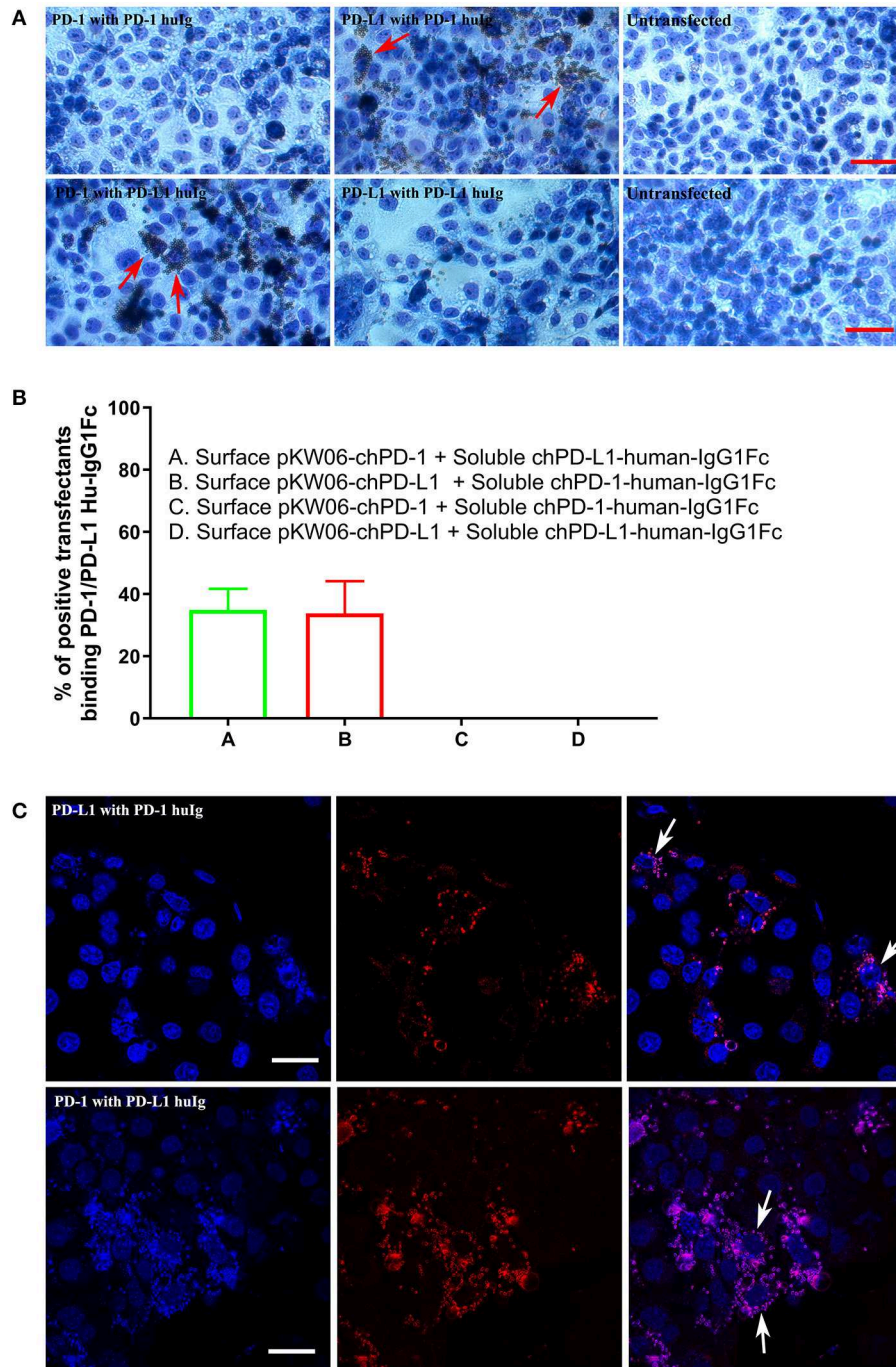 A
PD-1 with PD-1 huIg
PD-L1 with PD-1 huIg
Untransfected
PD-1 with PD-L1 huIg
PD-L1 with PD-L1 huIg
Untransfected
B
% of positive transfectants
binding PD-1/PD-L1 Hu-IgG1Fc
100
80
60
40
20
0
A. Surface pKW06-chPD-1 + Soluble chPD-L1-human-IgG1Fc
B. Surface pKW06-chPD-L1 + Soluble chPD-1-human-IgG1Fc
C. Surface pKW06-chPD-1 + Soluble chPD-1-human-IgG1Fc
D. Surface pKW06-chPD-L1 + Soluble chPD-L1-human-IgG1Fc
A B C D
C
PD-L1 with PD-1 huIg
PD-1 with PD-L1 huIg